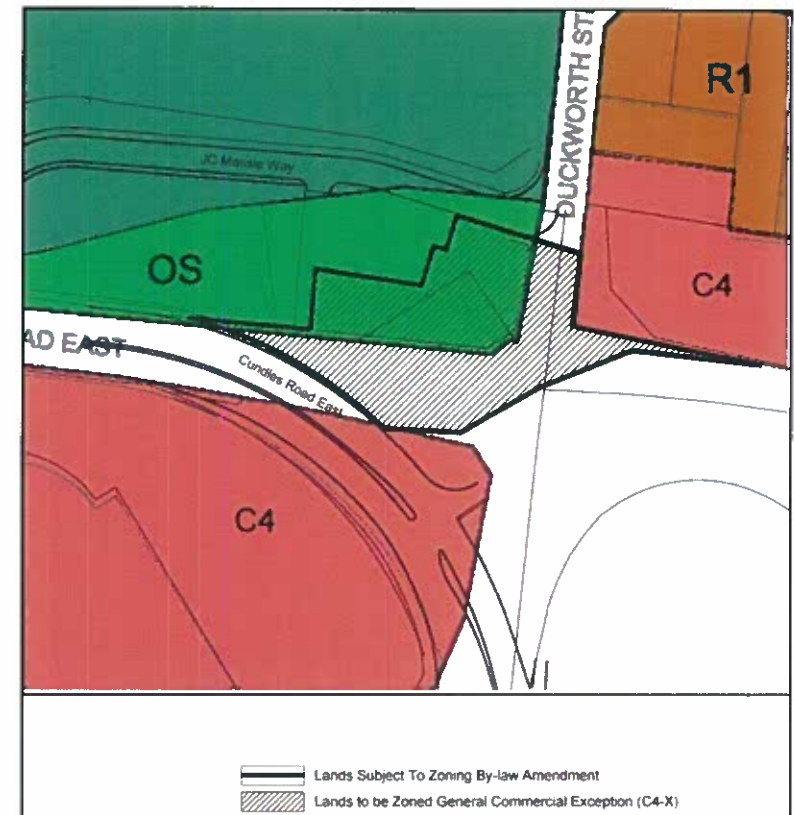 DUCKWORTH ST
R1
JC Massie Way
OS
C4
AD EAST
Cundles Road East
C4
Lands Subject To Zoning By-law Amendment
Lands to be Zoned General Commercial Exception (C4-X)